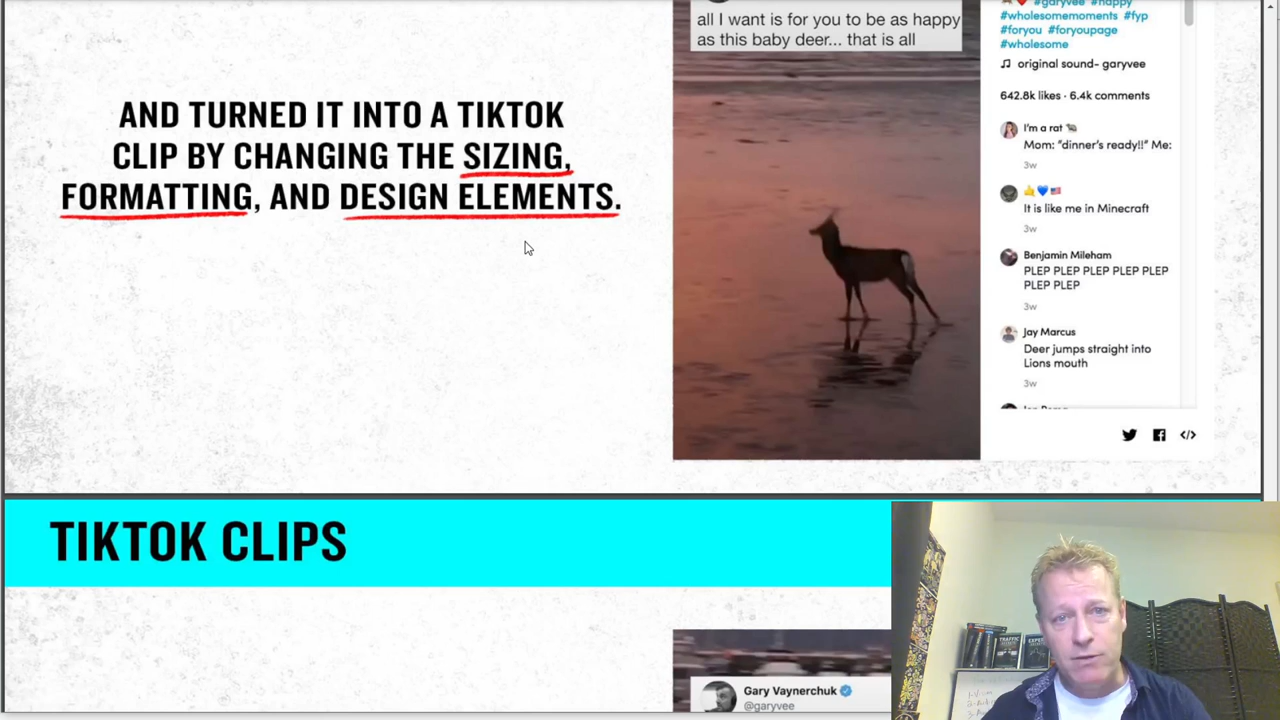 all I want is for you to be as happy
as this baby deer... that is all
#garyvee #happy
#wholesomemoments #fyp
#foryou #foryoupage
#wholesome
original sound- garyvee
642.8k likes · 6.4k comments
I'm a rat
Mom: "dinner's ready!!" Me:
3w
It is like me in Minecraft
3w
Benjamin Mileham
PLEP PLEP PLEP PLEP PLEP
PLEP PLEP
3w
Jay Marcus
Deer jumps straight into
Lions mouth
3w
AND TURNED IT INTO A TIKTOK
CLIP BY CHANGING THE SIZING,
FORMATTING, AND DESIGN ELEMENTS.
TIKTOK CLIPS
Gary Vaynerchuk
@garyvee
TRAFFIC